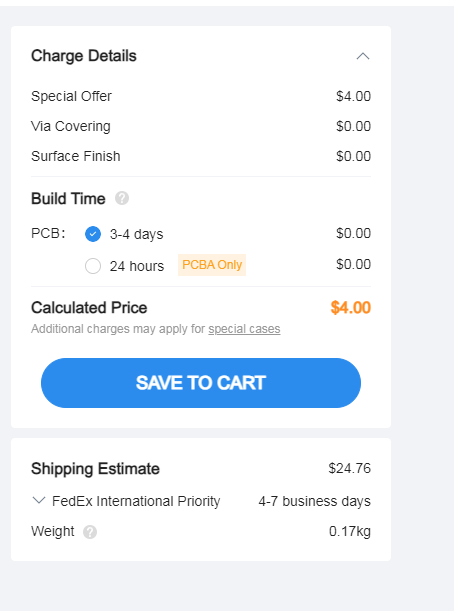 Charge Details
Special Offer $4.00
Via Covering $0.00
Surface Finish $0.00
Build Time ?
PCB: 3-4 days $0.00
24 hours PCBA Only $0.00
Calculated Price $4.00
Additional charges may apply for special cases
SAVE TO CART
Shipping Estimate $24.76
FedEx International Priority 4-7 business days
Weight ? 0.17kg